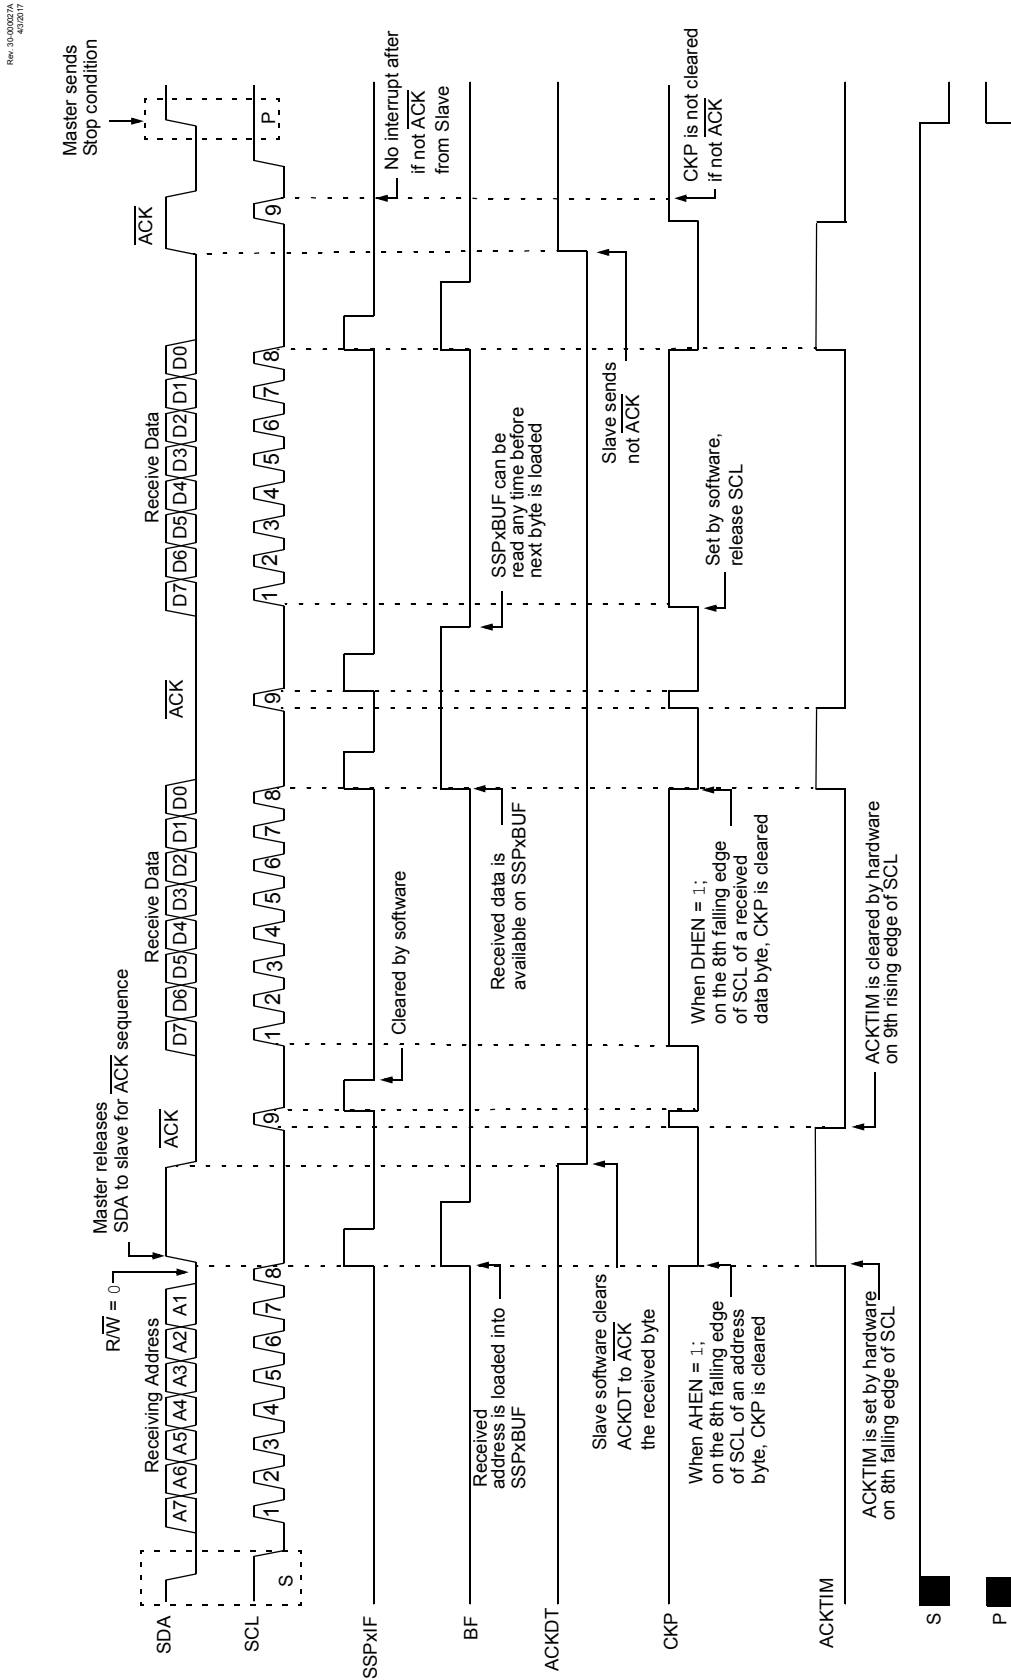 Rev. 30-000027A
4/3/2017
Master sends
Stop condition
Master releases
SDA to slave for ACK sequence
R/W = 0
Receiving Address
ACK
Receive Data
ACK
Receive Data
ACK
SDA
A7 A6 A5 A4 A3 A2 A1
D7 D6 D5 D4 D3 D2 D1 D0
D7 D6 D5 D4 D3 D2 D1 D0
SCL
S
1 2 3 4 5 6 7 8 9
1 2 3 4 5 6 7 8 9
1 2 3 4 5 6 7 8 9
P
SSPxIF
Cleared by software
No interrupt after
if not ACK
from Slave
BF
Received
address is loaded into
SSPxBUF
Received data is
available on SSPxBUF
SSPxBUF can be
read any time before
next byte is loaded
ACKDT
Slave software clears
ACKDT to ACK
the received byte
Slave sends
not ACK
CKP
When AHEN = 1;
on the 8th falling edge
of SCL of an address
byte, CKP is cleared
When DHEN = 1;
on the 8th falling edge
of SCL of a received
data byte, CKP is cleared
Set by software,
release SCL
CKP is not cleared
if not ACK
ACKTIM
ACKTIM is set by hardware
on 8th falling edge of SCL
ACKTIM is cleared by hardware
on 9th rising edge of SCL
S
P